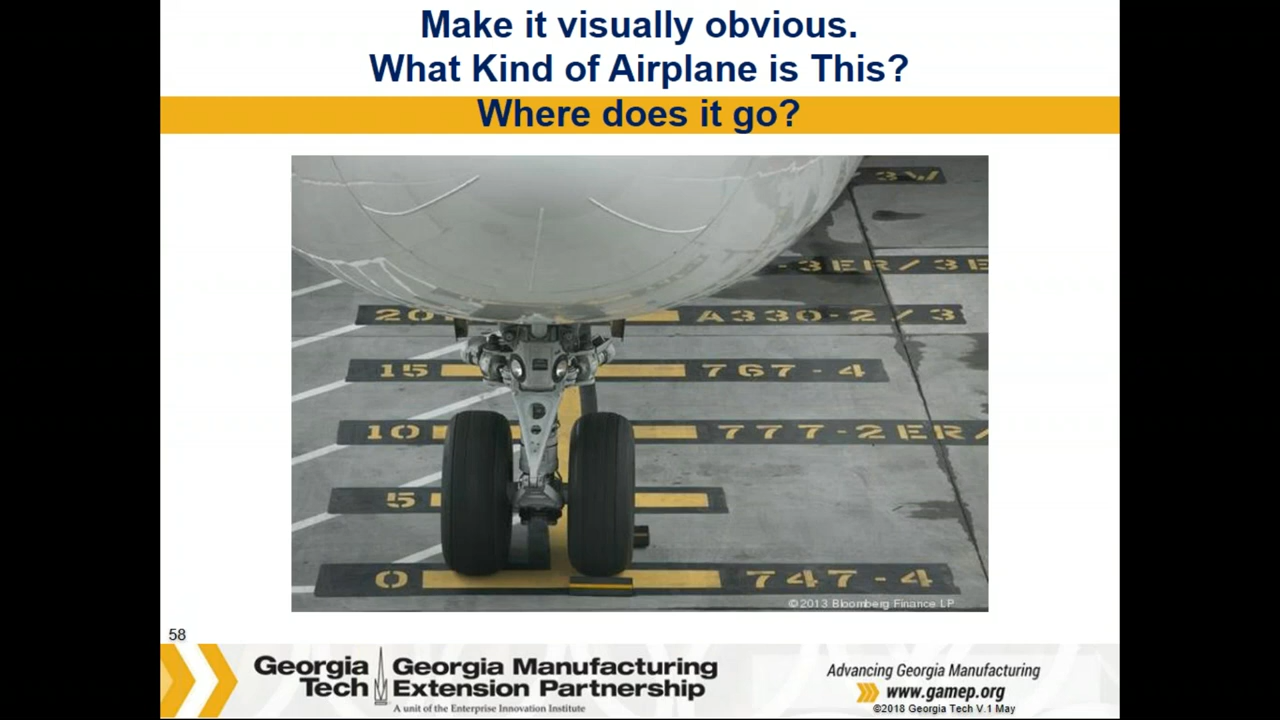 Make it visually obvious.
What Kind of Airplane is This?
Where does it go?
3W
-3ER/3E
20 A330-2/3
15 767-4
10 777-2ER/
5
0 747-4
©2013 Bloomberg Finance LP
58
Georgia Tech
Georgia Manufacturing
Extension Partnership
A unit of the Enterprise Innovation Institute
Advancing Georgia Manufacturing
www.gamep.org
©2018 Georgia Tech V.1 May